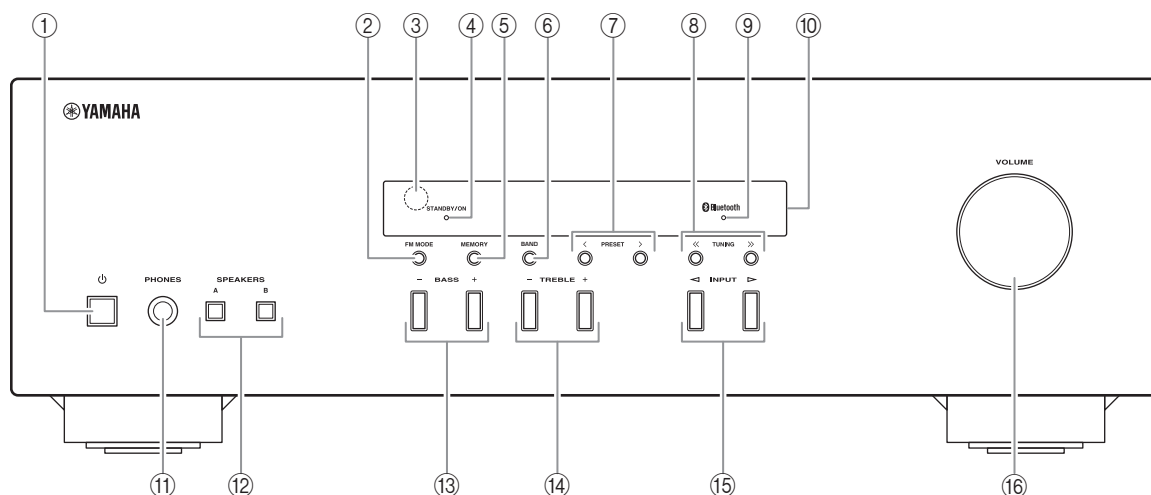 ① ② ③ ④ ⑤ ⑥ ⑦ ⑧ ⑨ ⑩
YAMAHA
VOLUME
STANDBY/ON
Bluetooth
FM MODE MEMORY BAND < PRESET > << TUNING >>
− BASS + − TREBLE + ◁ INPUT ▷
PHONES SPEAKERS
A B
⑪ ⑫ ⑬ ⑭ ⑮ ⑯